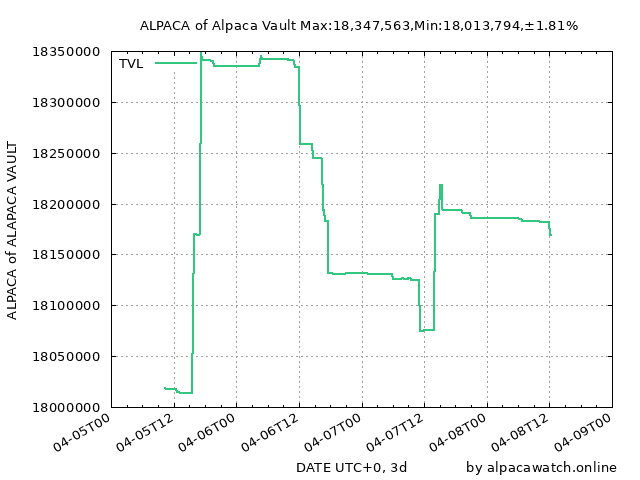 ALPACA of Alpaca Vault Max:18,347,563,Min:18,013,794,±1.81%
TVL
ALPACA of ALAPACA VAULT
18350000
18300000
18250000
18200000
18150000
18100000
18050000
18000000
04-05T00
04-05T12
04-06T00
04-06T12
04-07T00
04-07T12
04-08T00
04-08T12
04-09T00
DATE UTC+0, 3d
by alpacawatch.online